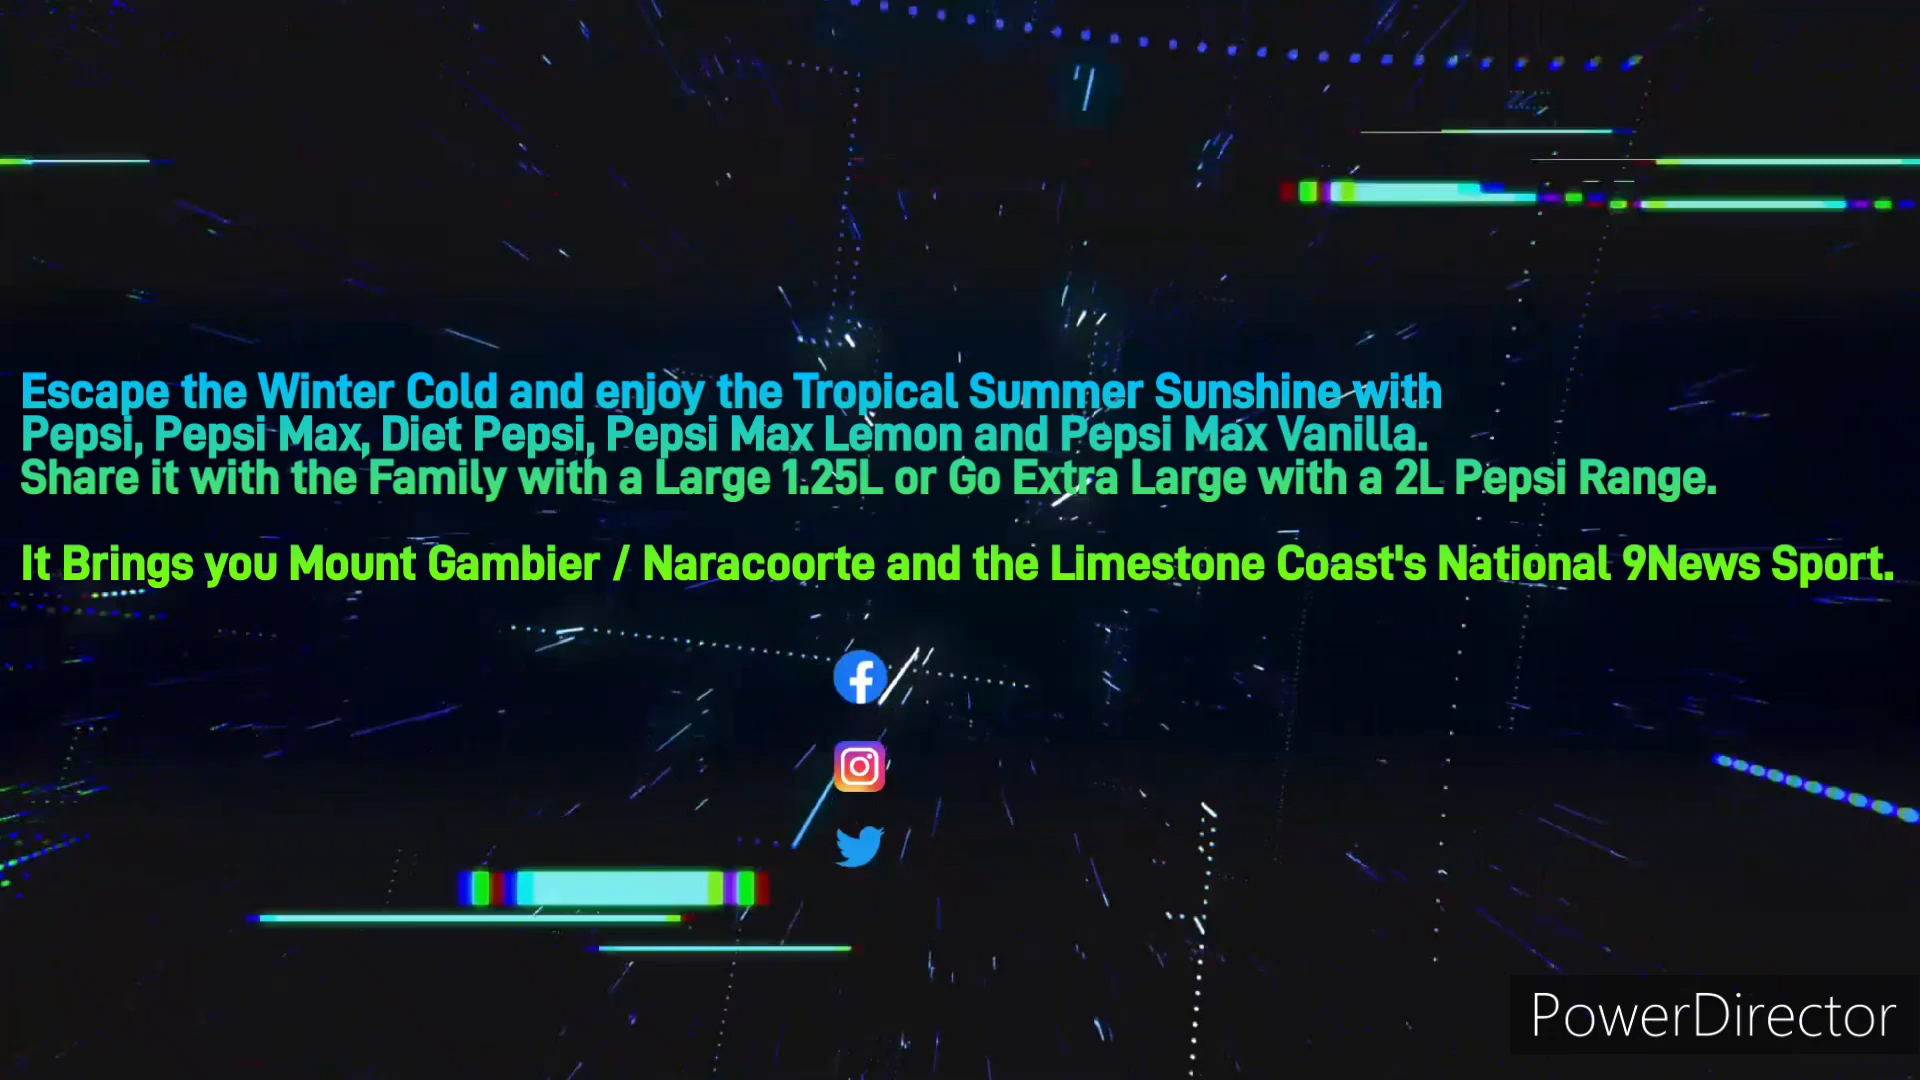 Escape the Winter Cold and enjoy the Tropical Summer Sunshine with
Pepsi, Pepsi Max, Diet Pepsi, Pepsi Max Lemon and Pepsi Max Vanilla.
Share it with the Family with a Large 1.25L or Go Extra Large with a 2L Pepsi Range.
It Brings you Mount Gambier / Naracoorte and the Limestone Coast's National 9News Sport.
PowerDirector